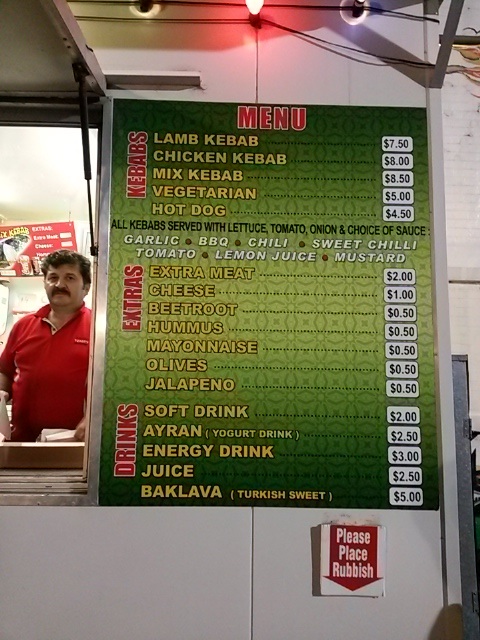 MENU
KEBABS
LAMB KEBAB $7.50
CHICKEN KEBAB $8.00
MIX KEBAB $8.50
VEGETARIAN $5.00
HOT DOG $4.50
ALL KEBABS SERVED WITH LETTUCE, TOMATO, ONION & CHOICE OF SAUCE:
GARLIC • BBQ • CHILI • SWEET CHILLI
TOMATO • LEMON JUICE • MUSTARD
EXTRAS
EXTRA MEAT $2.00
CHEESE $1.00
BEETROOT $0.50
HUMMUS $0.50
MAYONNAISE $0.50
OLIVES $0.50
JALAPENO $0.50
DRINKS
SOFT DRINK $2.00
AYRAN ( YOGURT DRINK ) $2.50
ENERGY DRINK $3.00
JUICE $2.50
BAKLAVA ( TURKISH SWEET ) $5.00
Please
Place
Rubbish
EXTRAS:
Extra Meat:
Cheese: